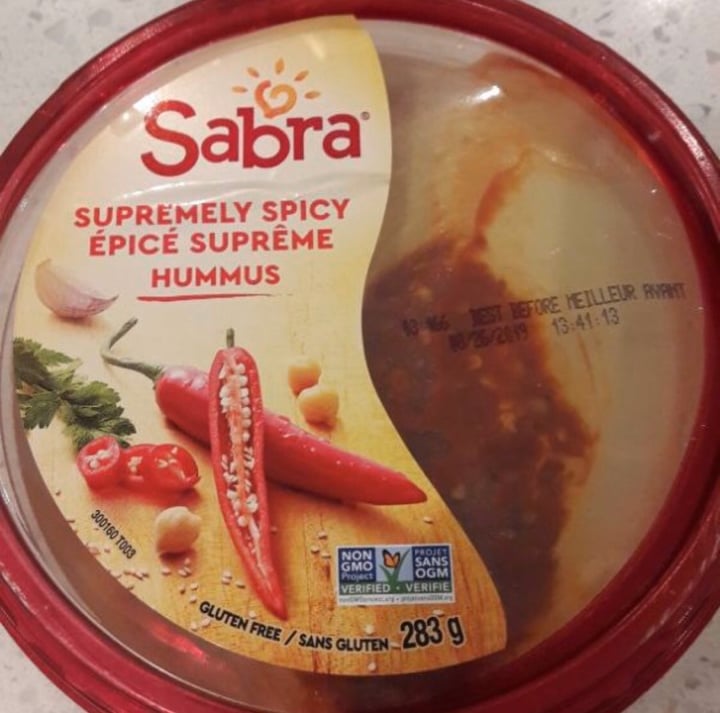 Sabra®
SUPREMELY SPICY
ÉPICÉ SUPRÊME
HUMMUS
BEST BEFORE MEILLEUR AVANT
13:41:13
300160 T003
NON
GMO
Project
VERIFIED
PROJET
SANS
OGM
VÉRIFIÉ
GLUTEN FREE / SANS GLUTEN
283 g